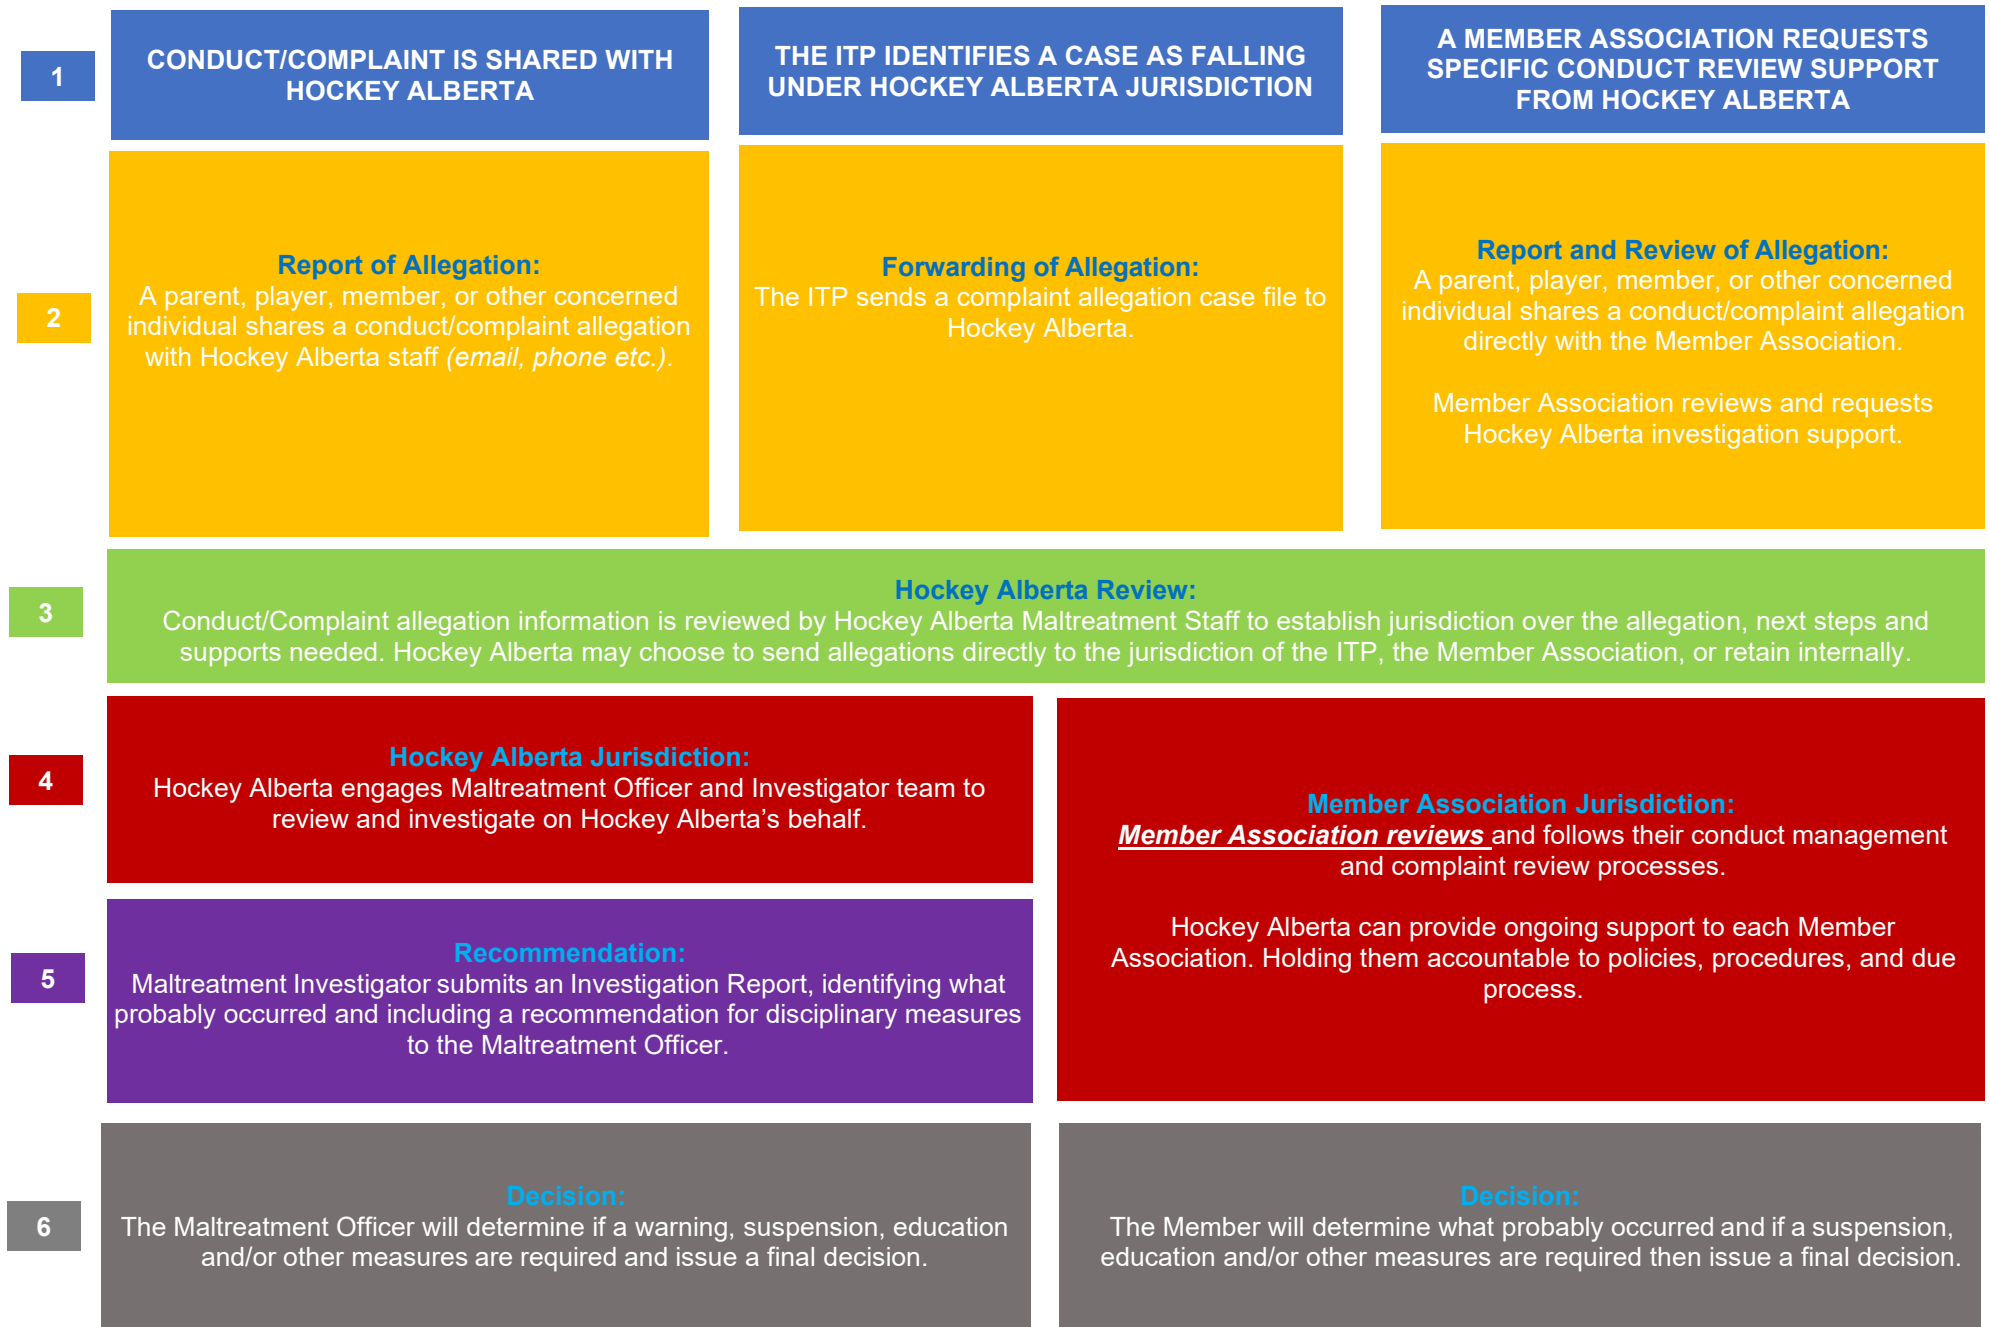 1
CONDUCT/COMPLAINT IS SHARED WITH
HOCKEY ALBERTA
THE ITP IDENTIFIES A CASE AS FALLING
UNDER HOCKEY ALBERTA JURISDICTION
A MEMBER ASSOCIATION REQUESTS
SPECIFIC CONDUCT REVIEW SUPPORT
FROM HOCKEY ALBERTA
2
Report of Allegation:
A parent, player, member, or other concerned
individual shares a conduct/complaint allegation
with Hockey Alberta staff (email, phone etc.).
Forwarding of Allegation:
The ITP sends a complaint allegation case file to
Hockey Alberta.
Report and Review of Allegation:
A parent, player, member, or other concerned
individual shares a conduct/complaint allegation
directly with the Member Association.
Member Association reviews and requests
Hockey Alberta investigation support.
3
Hockey Alberta Review:
Conduct/Complaint allegation information is reviewed by Hockey Alberta Maltreatment Staff to establish jurisdiction over the allegation, next steps and
supports needed. Hockey Alberta may choose to send allegations directly to the jurisdiction of the ITP, the Member Association, or retain internally.
4
Hockey Alberta Jurisdiction:
Hockey Alberta engages Maltreatment Officer and Investigator team to
review and investigate on Hockey Alberta’s behalf.
Member Association Jurisdiction:
Member Association reviews and follows their conduct management
and complaint review processes.
Hockey Alberta can provide ongoing support to each Member
Association. Holding them accountable to policies, procedures, and due
process.
5
Recommendation:
Maltreatment Investigator submits an Investigation Report, identifying what
probably occurred and including a recommendation for disciplinary measures
to the Maltreatment Officer.
6
Decision:
The Maltreatment Officer will determine if a warning, suspension, education
and/or other measures are required and issue a final decision.
Decision:
The Member will determine what probably occurred and if a suspension,
education and/or other measures are required then issue a final decision.